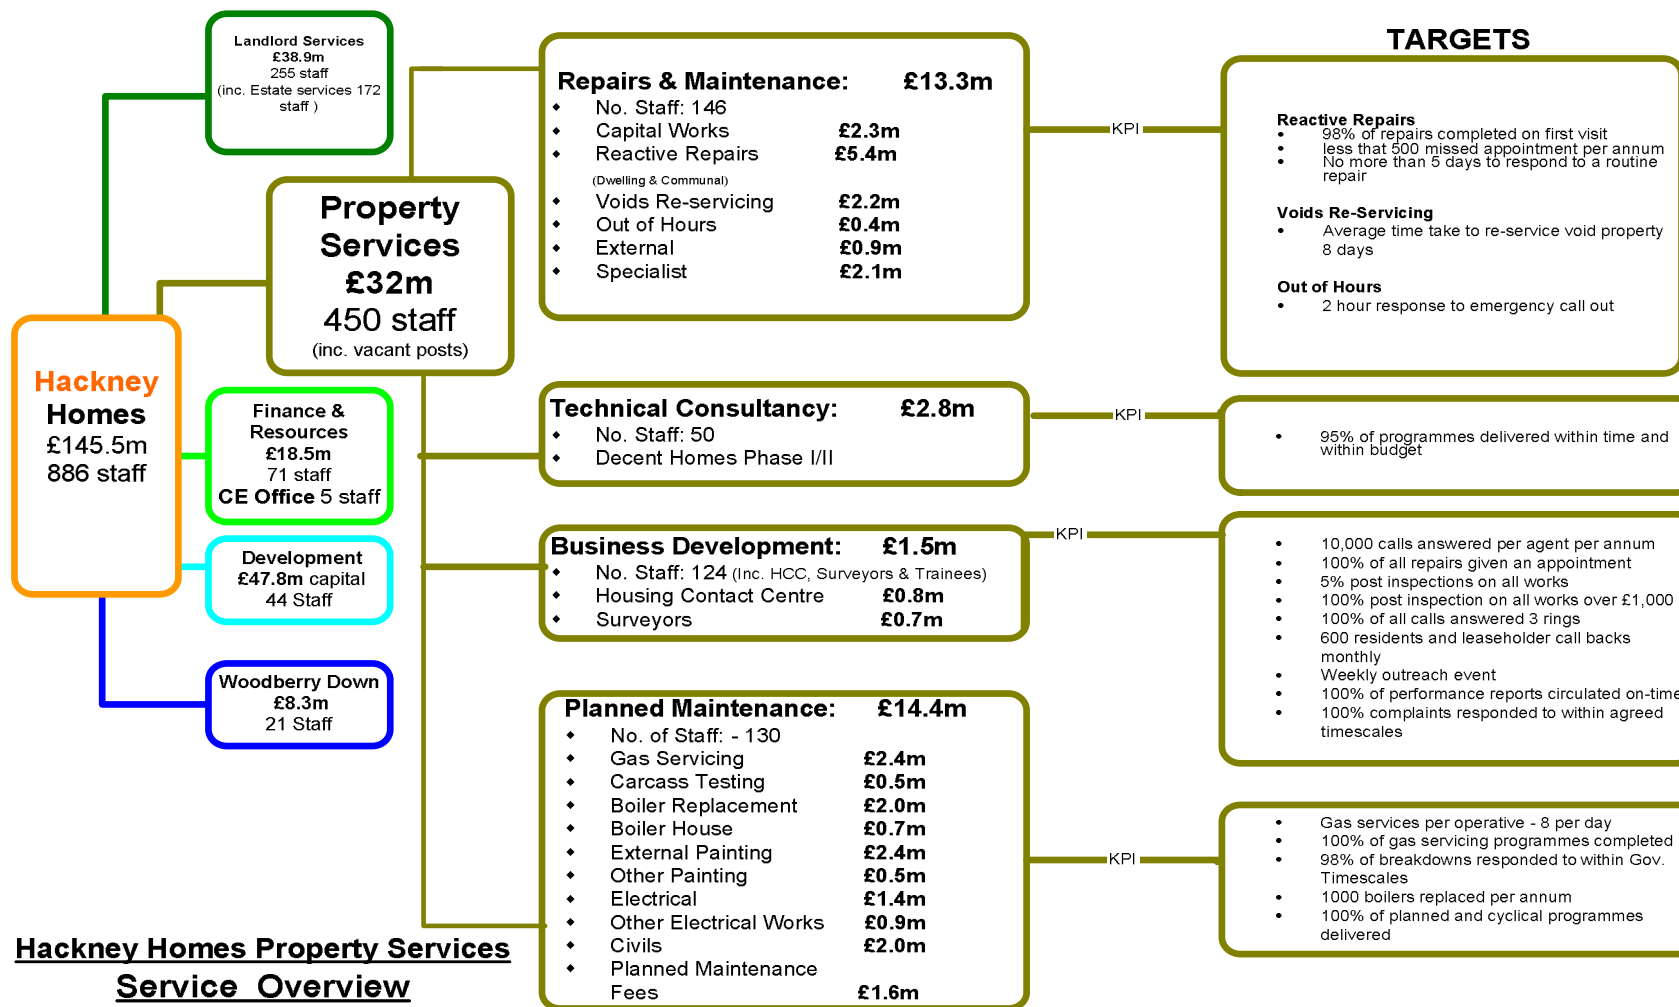 Landlord Services
£38.9m
255 staff
(inc. Estate services 172
staff )
Property
Services
£32m
450 staff
(inc. vacant posts)
Hackney
Homes
£145.5m
886 staff
Finance &
Resources
£18.5m
71 staff
CE Office 5 staff
Development
£47.8m capital
44 Staff
Woodberry Down
£8.3m
21 Staff
Repairs & Maintenance: £13.3m
No. Staff: 146
Capital Works £2.3m
Reactive Repairs £5.4m
(Dwelling & Communal)
Voids Re-servicing £2.2m
Out of Hours £0.4m
External £0.9m
Specialist £2.1m
KPI
TARGETS
Reactive Repairs
• 98% of repairs completed on first visit
• less that 500 missed appointment per annum
• No more than 5 days to respond to a routine
repair
Voids Re-Servicing
• Average time take to re-service void property
8 days
Out of Hours
• 2 hour response to emergency call out
Technical Consultancy: £2.8m
No. Staff: 50
Decent Homes Phase I/II
KPI
• 95% of programmes delivered within time and
within budget
Business Development: £1.5m
No. Staff: 124 (Inc. HCC, Surveyors & Trainees)
Housing Contact Centre £0.8m
Surveyors £0.7m
KPI
• 10,000 calls answered per agent per annum
• 100% of all repairs given an appointment
• 5% post inspections on all works
• 100% post inspection on all works over £1,000
• 100% of all calls answered 3 rings
• 600 residents and leaseholder call backs
monthly
• Weekly outreach event
• 100% of performance reports circulated on-time
• 100% complaints responded to within agreed
timescales
Planned Maintenance: £14.4m
No. of Staff: - 130
Gas Servicing £2.4m
Carcass Testing £0.5m
Boiler Replacement £2.0m
Boiler House £0.7m
External Painting £2.4m
Other Painting £0.5m
Electrical £1.4m
Other Electrical Works £0.9m
Civils £2.0m
Planned Maintenance
Fees £1.6m
KPI
• Gas services per operative - 8 per day
• 100% of gas servicing programmes completed
• 98% of breakdowns responded to within Gov.
Timescales
• 1000 boilers replaced per annum
• 100% of planned and cyclical programmes
delivered
Hackney Homes Property Services
Service Overview